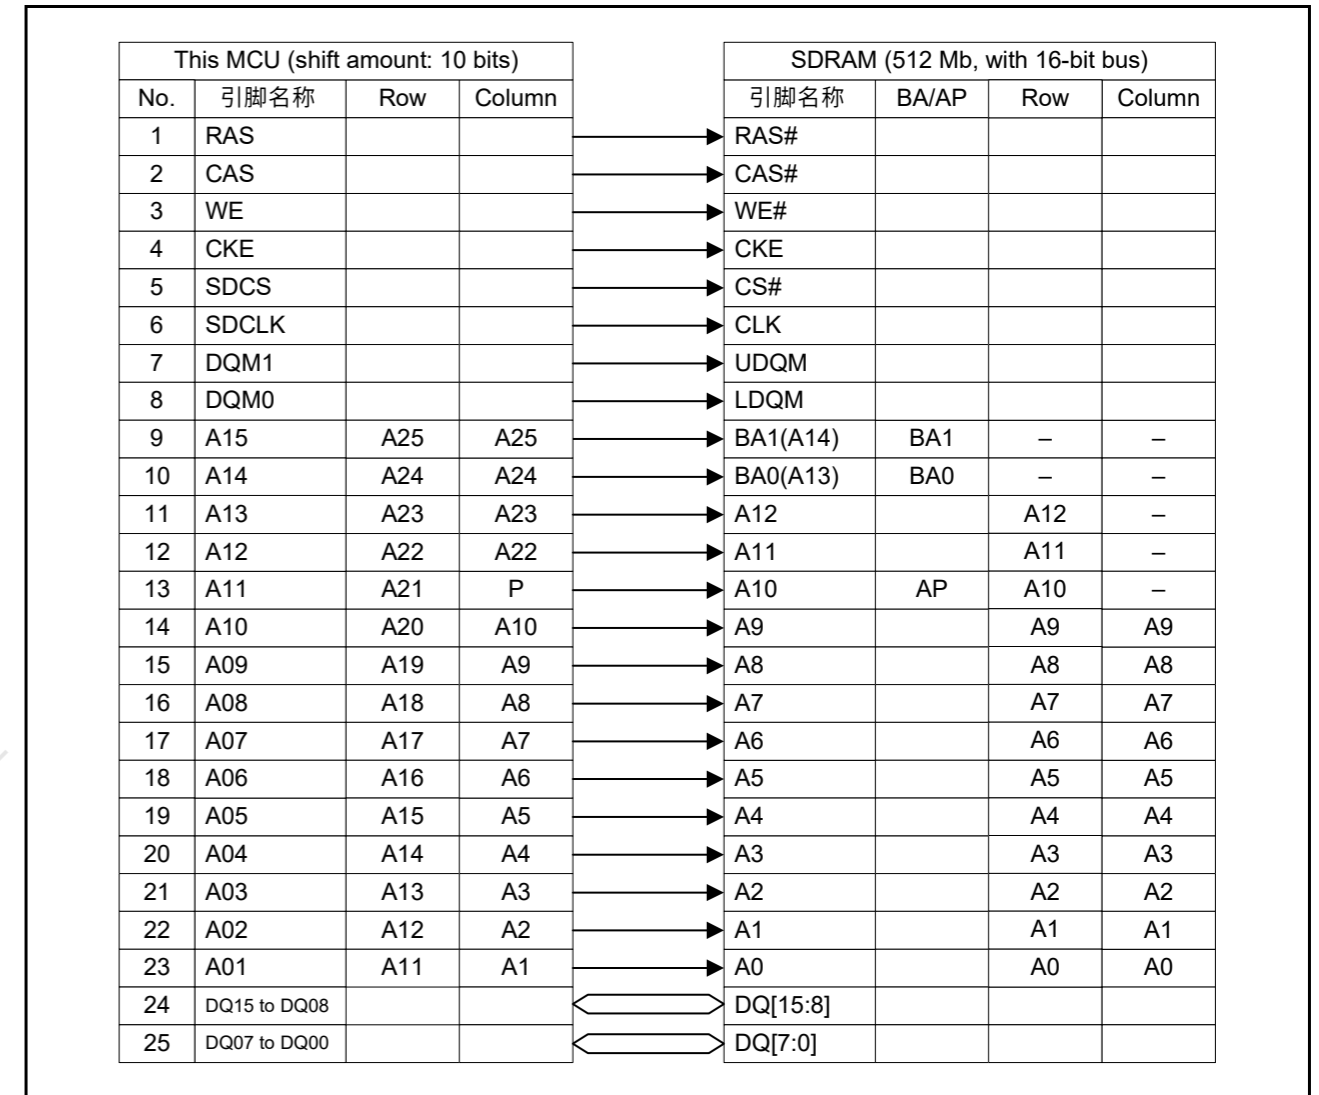 This MCU (shift amount: 10 bits) SDRAM (512 Mb, with 16-bit bus)
No. 引脚名称 Row Column 引脚名称 BA/AP Row Column
1 RAS RAS#
2 CAS CAS#
3 WE WE#
4 CKE CKE
5 SDCS CS#
6 SDCLK CLK
7 DQM1 UDQM
8 DQM0 LDQM
9 A15 A25 A25 BA1(A14) BA1 – –
10 A14 A24 A24 BA0(A13) BA0 – –
11 A13 A23 A23 A12 A12 –
12 A12 A22 A22 A11 A11 –
13 A11 A21 P A10 AP A10 –
14 A10 A20 A10 A9 A9 A9
15 A09 A19 A9 A8 A8 A8
16 A08 A18 A8 A7 A7 A7
17 A07 A17 A7 A6 A6 A6
18 A06 A16 A6 A5 A5 A5
19 A05 A15 A5 A4 A4 A4
20 A04 A14 A4 A3 A3 A3
21 A03 A13 A3 A2 A2 A2
22 A02 A12 A2 A1 A1 A1
23 A01 A11 A1 A0 A0 A0
24 DQ15 to DQ08 DQ[15:8]
25 DQ07 to DQ00 DQ[7:0]